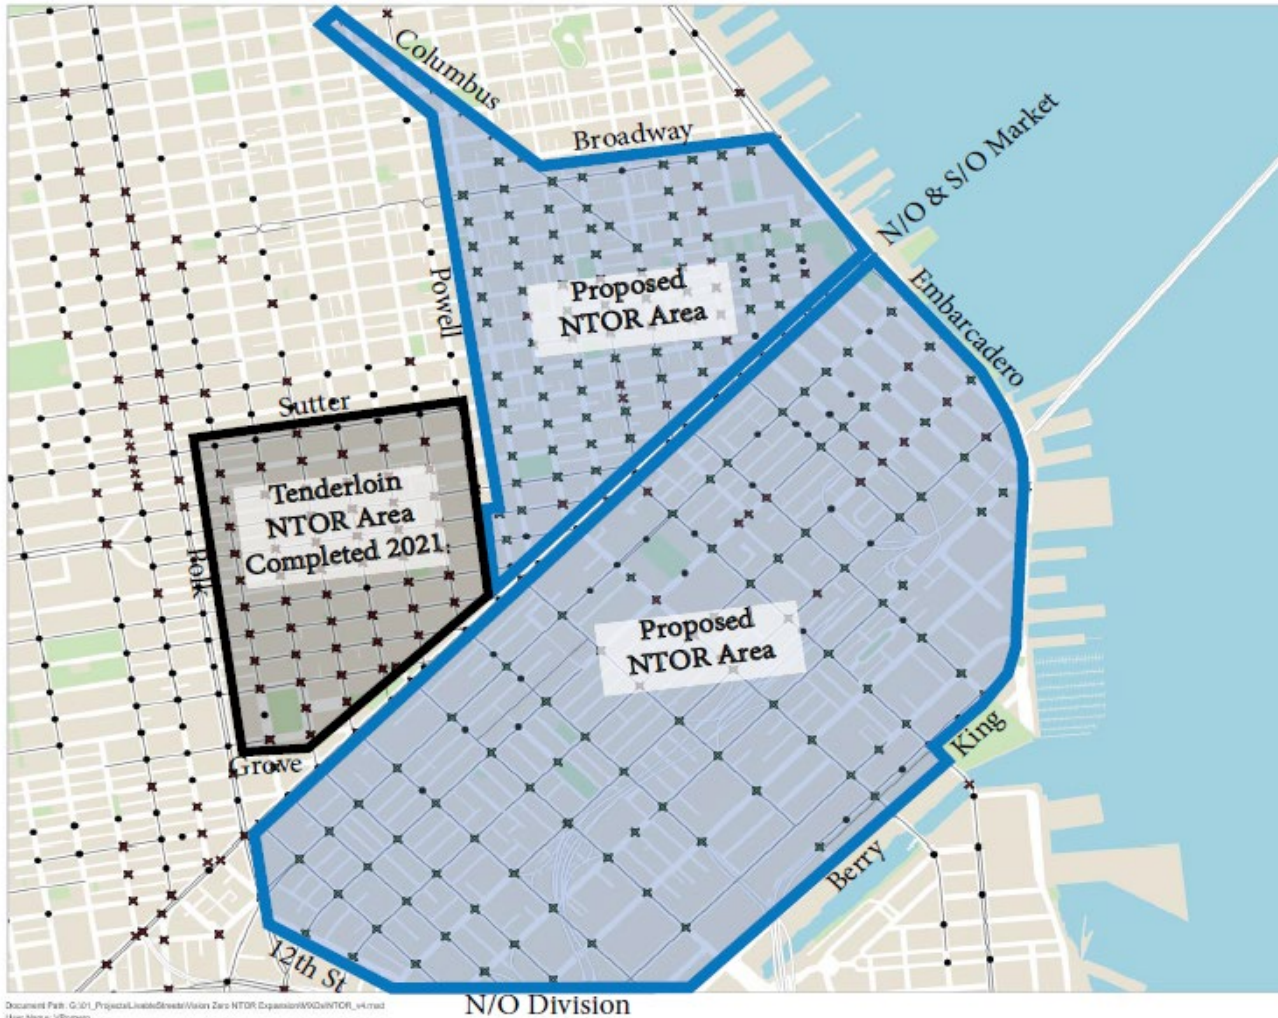 Columbus
Broadway
N/O & S/O Market
Powell
Proposed
NTOR Area
Embarcadero
Sutter
Tenderloin
NTOR Area
Completed 2021
Polk
Proposed
NTOR Area
King
Grove
Berry
12th St
N/O Division